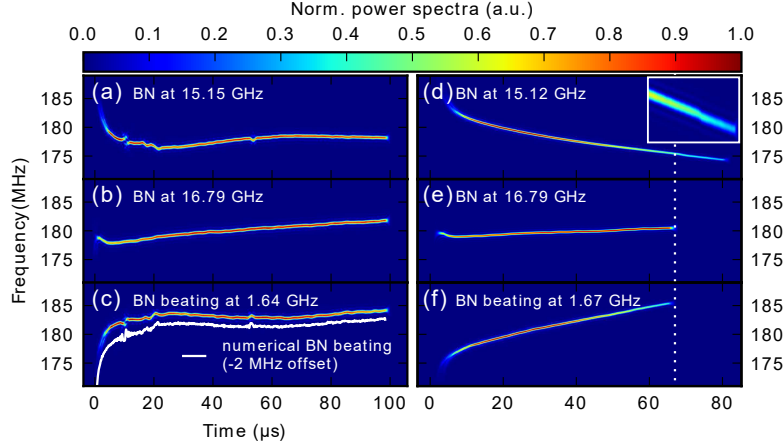 Norm. power spectra (a.u.)
0.0 0.1 0.2 0.3 0.4 0.5 0.6 0.7 0.8 0.9 1.0
(a) BN at 15.15 GHz
(d) BN at 15.12 GHz
185 185
180 180
175 175
(b) BN at 16.79 GHz
(e) BN at 16.79 GHz
185 185
180 180
175 175
(c) BN beating at 1.64 GHz
(f) BN beating at 1.67 GHz
185 185
180 180
175 175
numerical BN beating
(-2 MHz offset)
Frequency (MHz)
0 20 40 60 80 100 0 20 40 60 80
Time (μs)